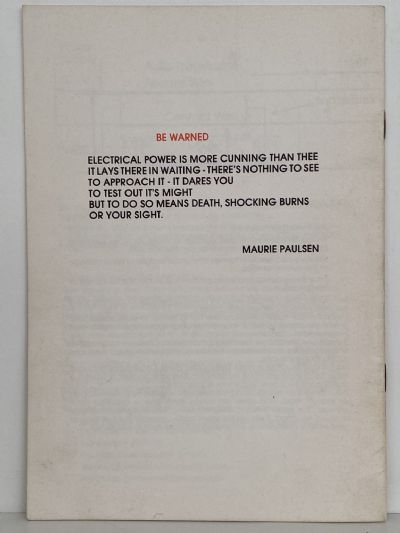 BE WARNED
ELECTRICAL POWER IS MORE CUNNING THAN THEE
IT LAYS THERE IN WAITING - THERE'S NOTHING TO SEE
TO APPROACH IT - IT DARES YOU
TO TEST OUT IT'S MIGHT
BUT TO DO SO MEANS DEATH, SHOCKING BURNS
OR YOUR SIGHT.
MAURIE PAULSEN